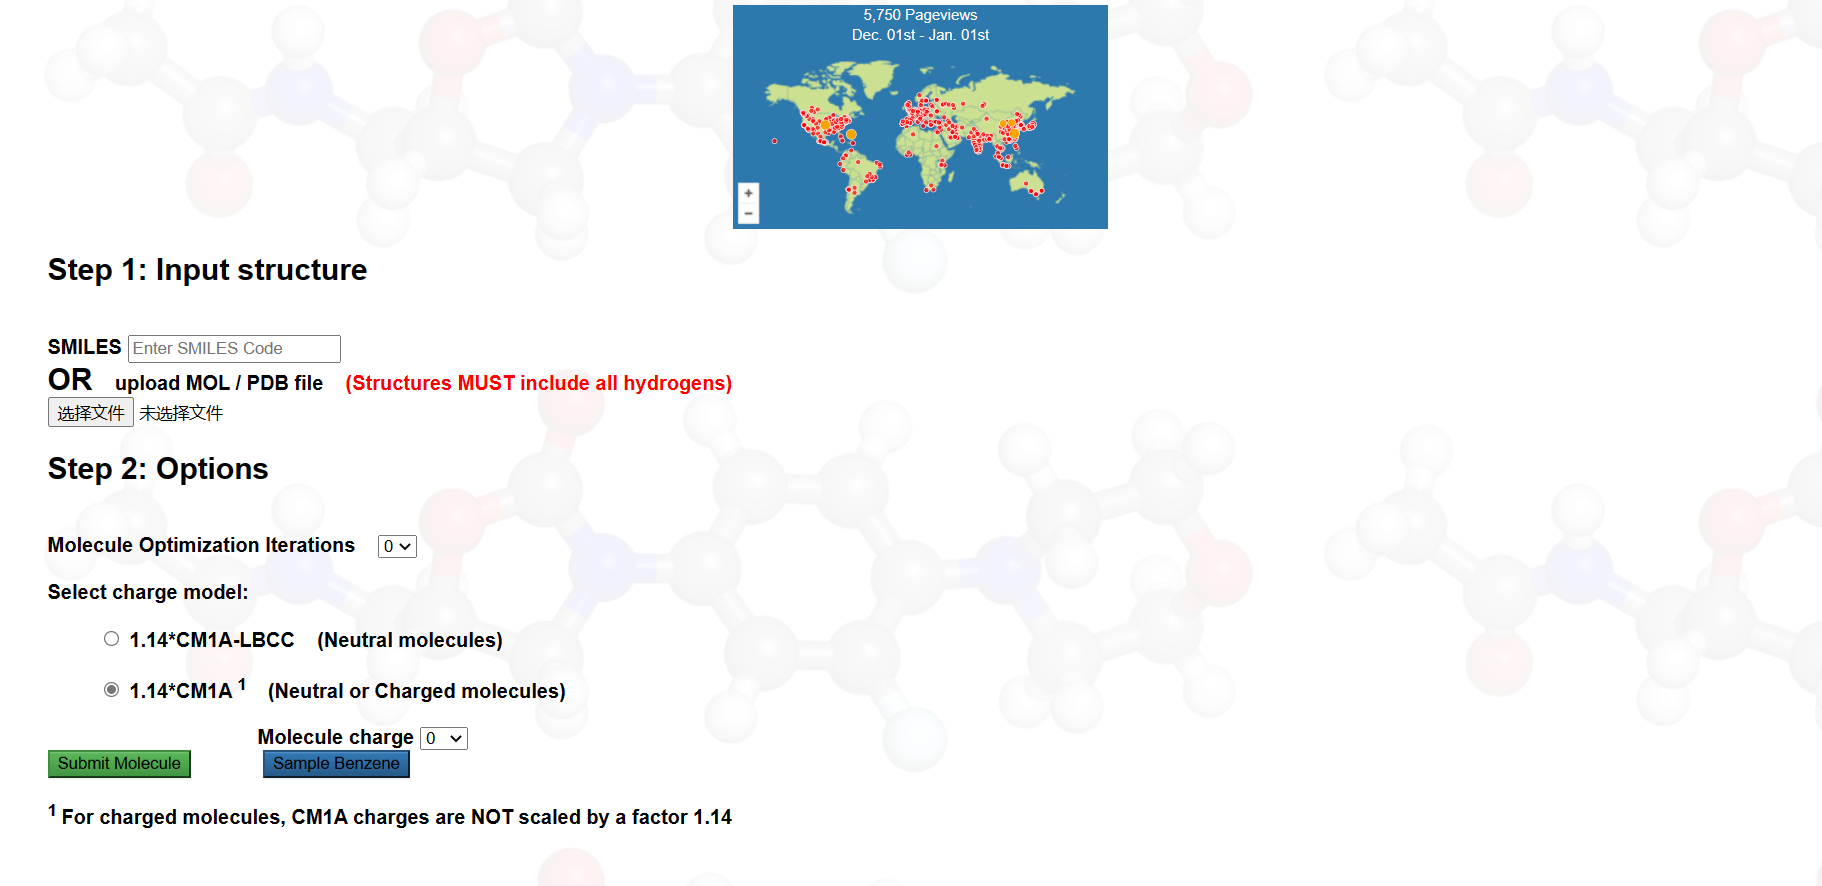 5,750 Pageviews
Dec. 01st - Jan. 01st
+
−
Step 1: Input structure
SMILES Enter SMILES Code
OR upload MOL / PDB file (Structures MUST include all hydrogens)
选择文件 未选择文件
Step 2: Options
Molecule Optimization Iterations 0
Select charge model:
1.14*CM1A-LBCC (Neutral molecules)
1.14*CM1A 1 (Neutral or Charged molecules)
Molecule charge 0
Submit Molecule Sample Benzene
1 For charged molecules, CM1A charges are NOT scaled by a factor 1.14